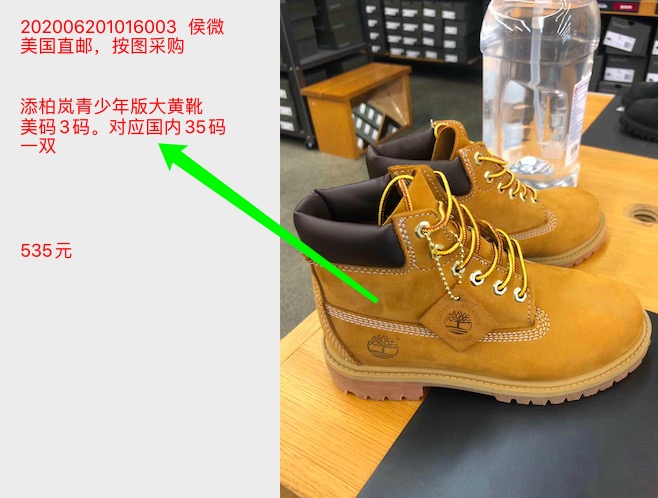 202006201016003 侯微
美国直邮，按图采购
添柏岚青少年版大黄靴
美码3码。对应国内35码
一双
535元